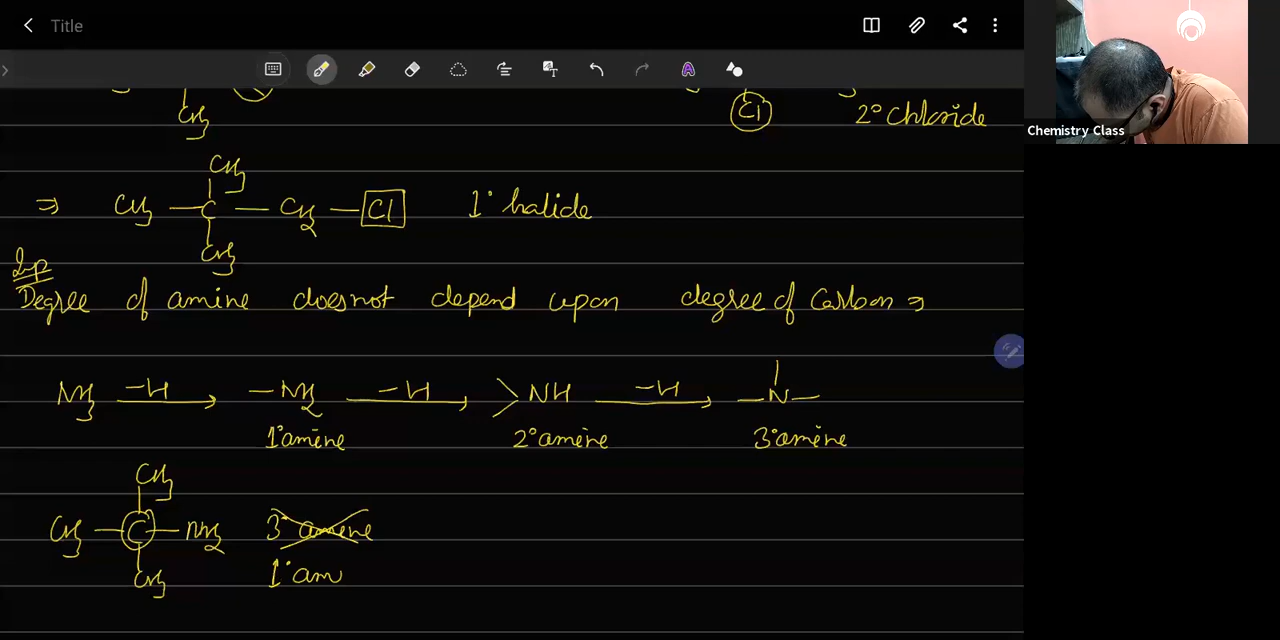 Title
CH3
Cl 2° Chloride
Chemistry Class
CH3
⇒ CH3 — C — CH2 — Cl 1° halide
CH3
Imp
Degree of amine doesnot depend upon degree of Carbon ⇒
NH3 —H → —NH2 —H → >NH —H → —N—
1° amine 2° amine 3° amine
CH3
CH3 — C — NH2 3° amine
CH3 1° am